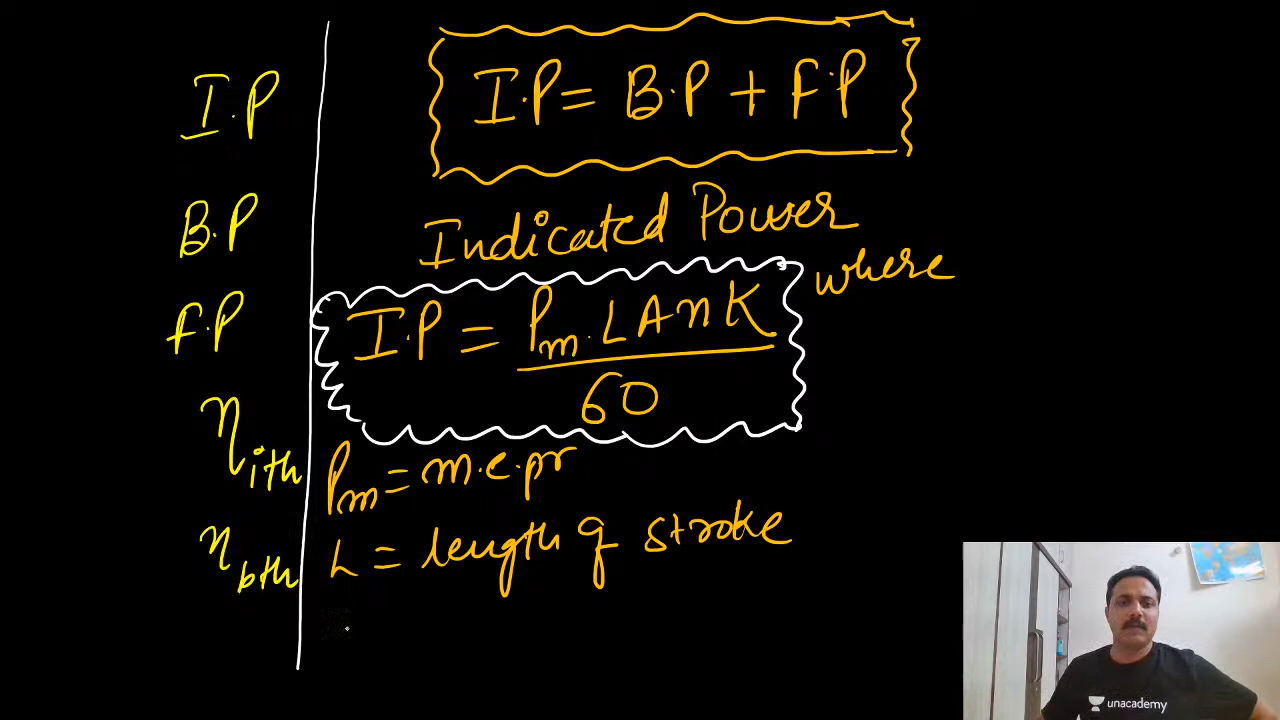 I.P
B.P
F.P
ηith
ηbth
I.P = B.P + F.P
Indicated Power
I.P = Pm.LAnK
60
where
Pm = m.e.pr
L = length of stroke
unacademy